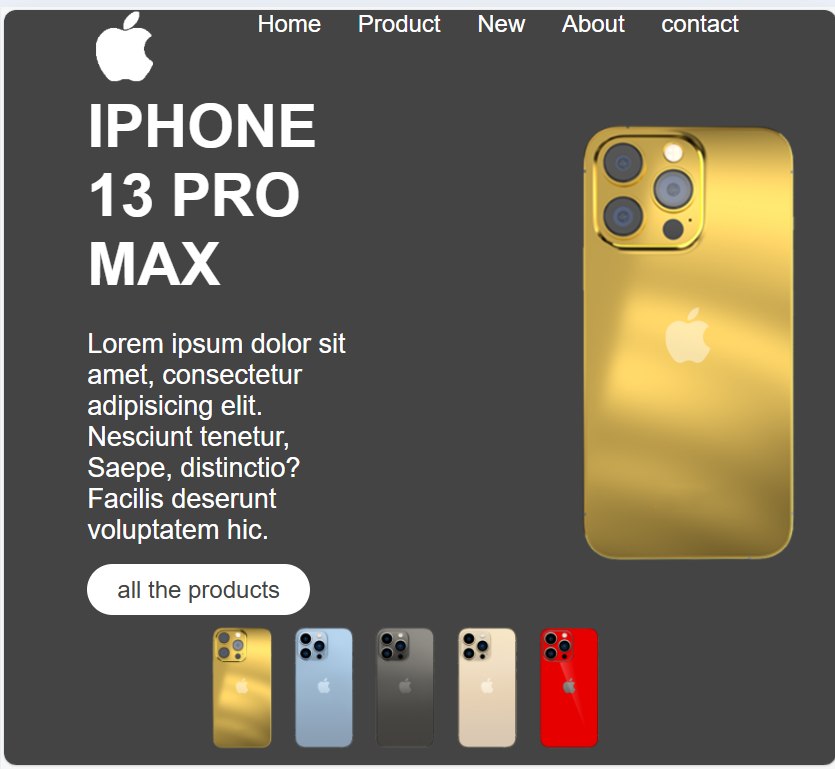 Home Product New About contact
IPHONE
13 PRO
MAX
Lorem ipsum dolor sit
amet, consectetur
adipisicing elit.
Nesciunt tenetur,
Saepe, distinctio?
Facilis deserunt
voluptatem hic.
all the products